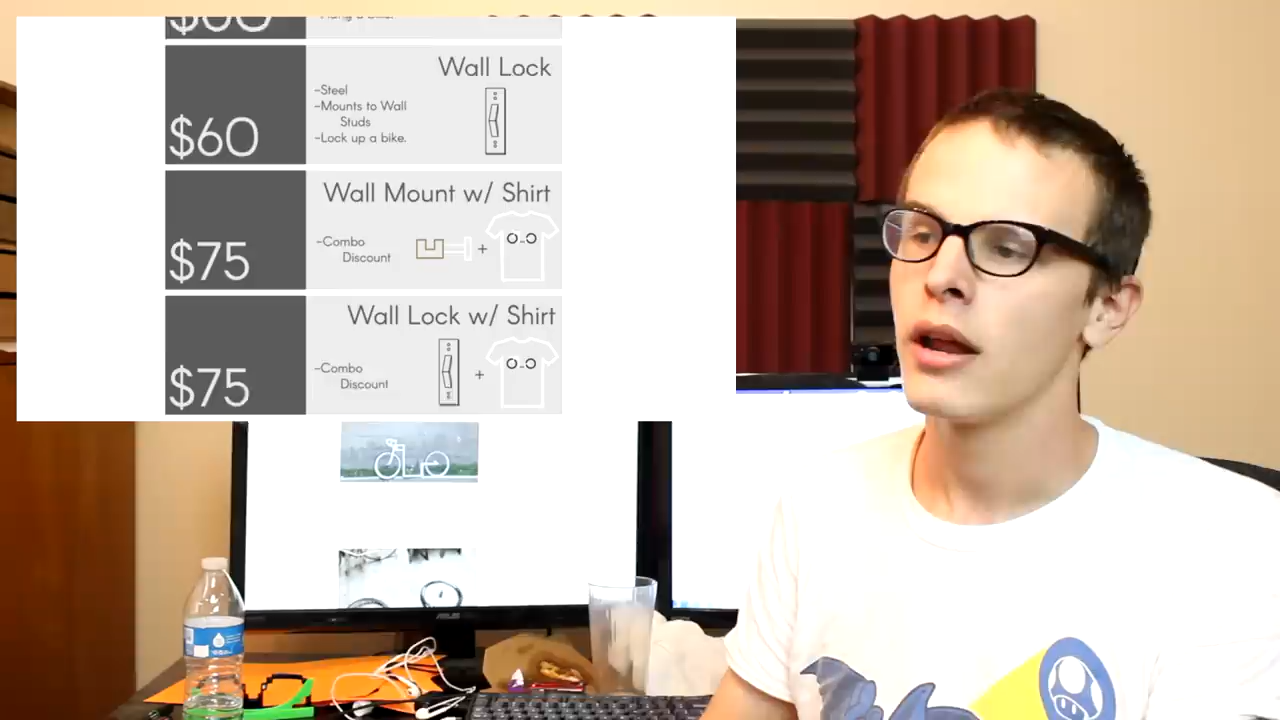 $60
Wall Lock
-Steel
-Mounts to Wall
Studs
-Lock up a bike.
$75
Wall Mount w/ Shirt
-Combo
Discount
+
$75
Wall Lock w/ Shirt
-Combo
Discount
+
ASUS